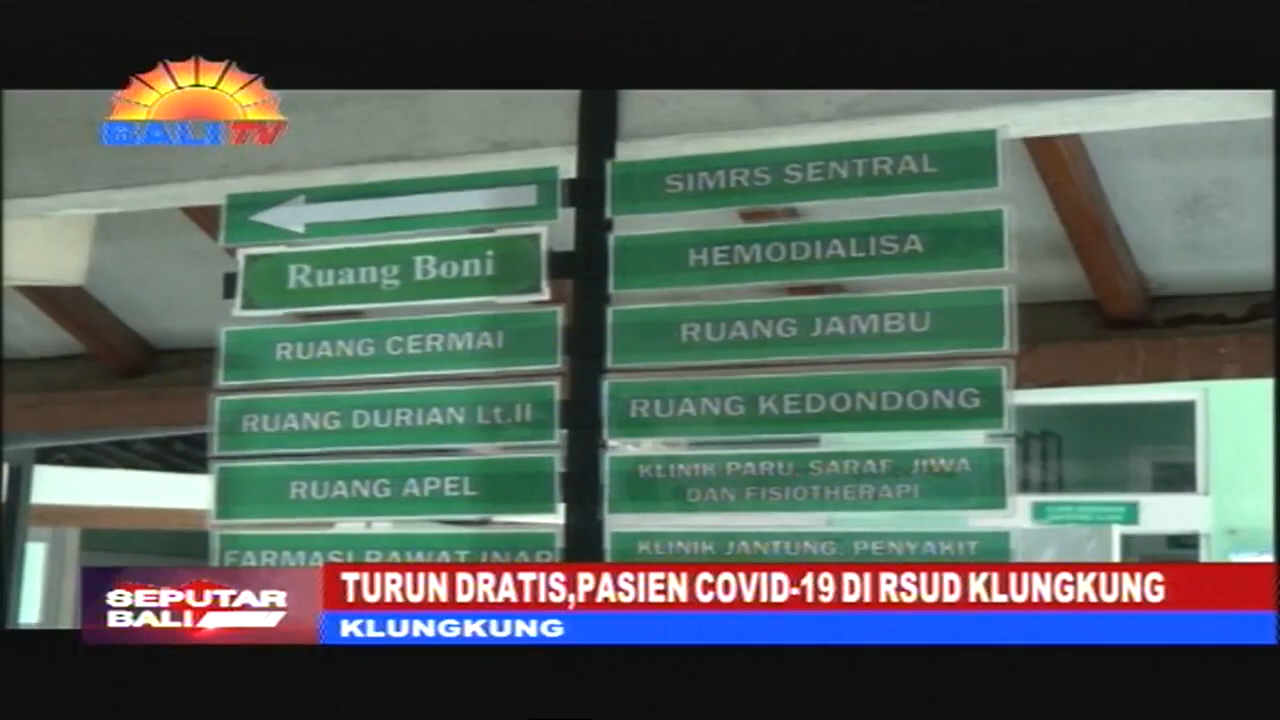 BALI TV
SIMRS SENTRAL
HEMODIALISA
RUANG JAMBU
RUANG KEDONDONG
KLINIK PARU, SARAF, JIWA
DAN FISIOTHERAPI
KLINIK JANTUNG, PENYAKIT
Ruang Boni
RUANG CERMAI
RUANG DURIAN Lt.II
RUANG APEL
FARMASI RAWAT INAP
SEPUTAR
BALI
TURUN DRATIS,PASIEN COVID-19 DI RSUD KLUNGKUNG
KLUNGKUNG